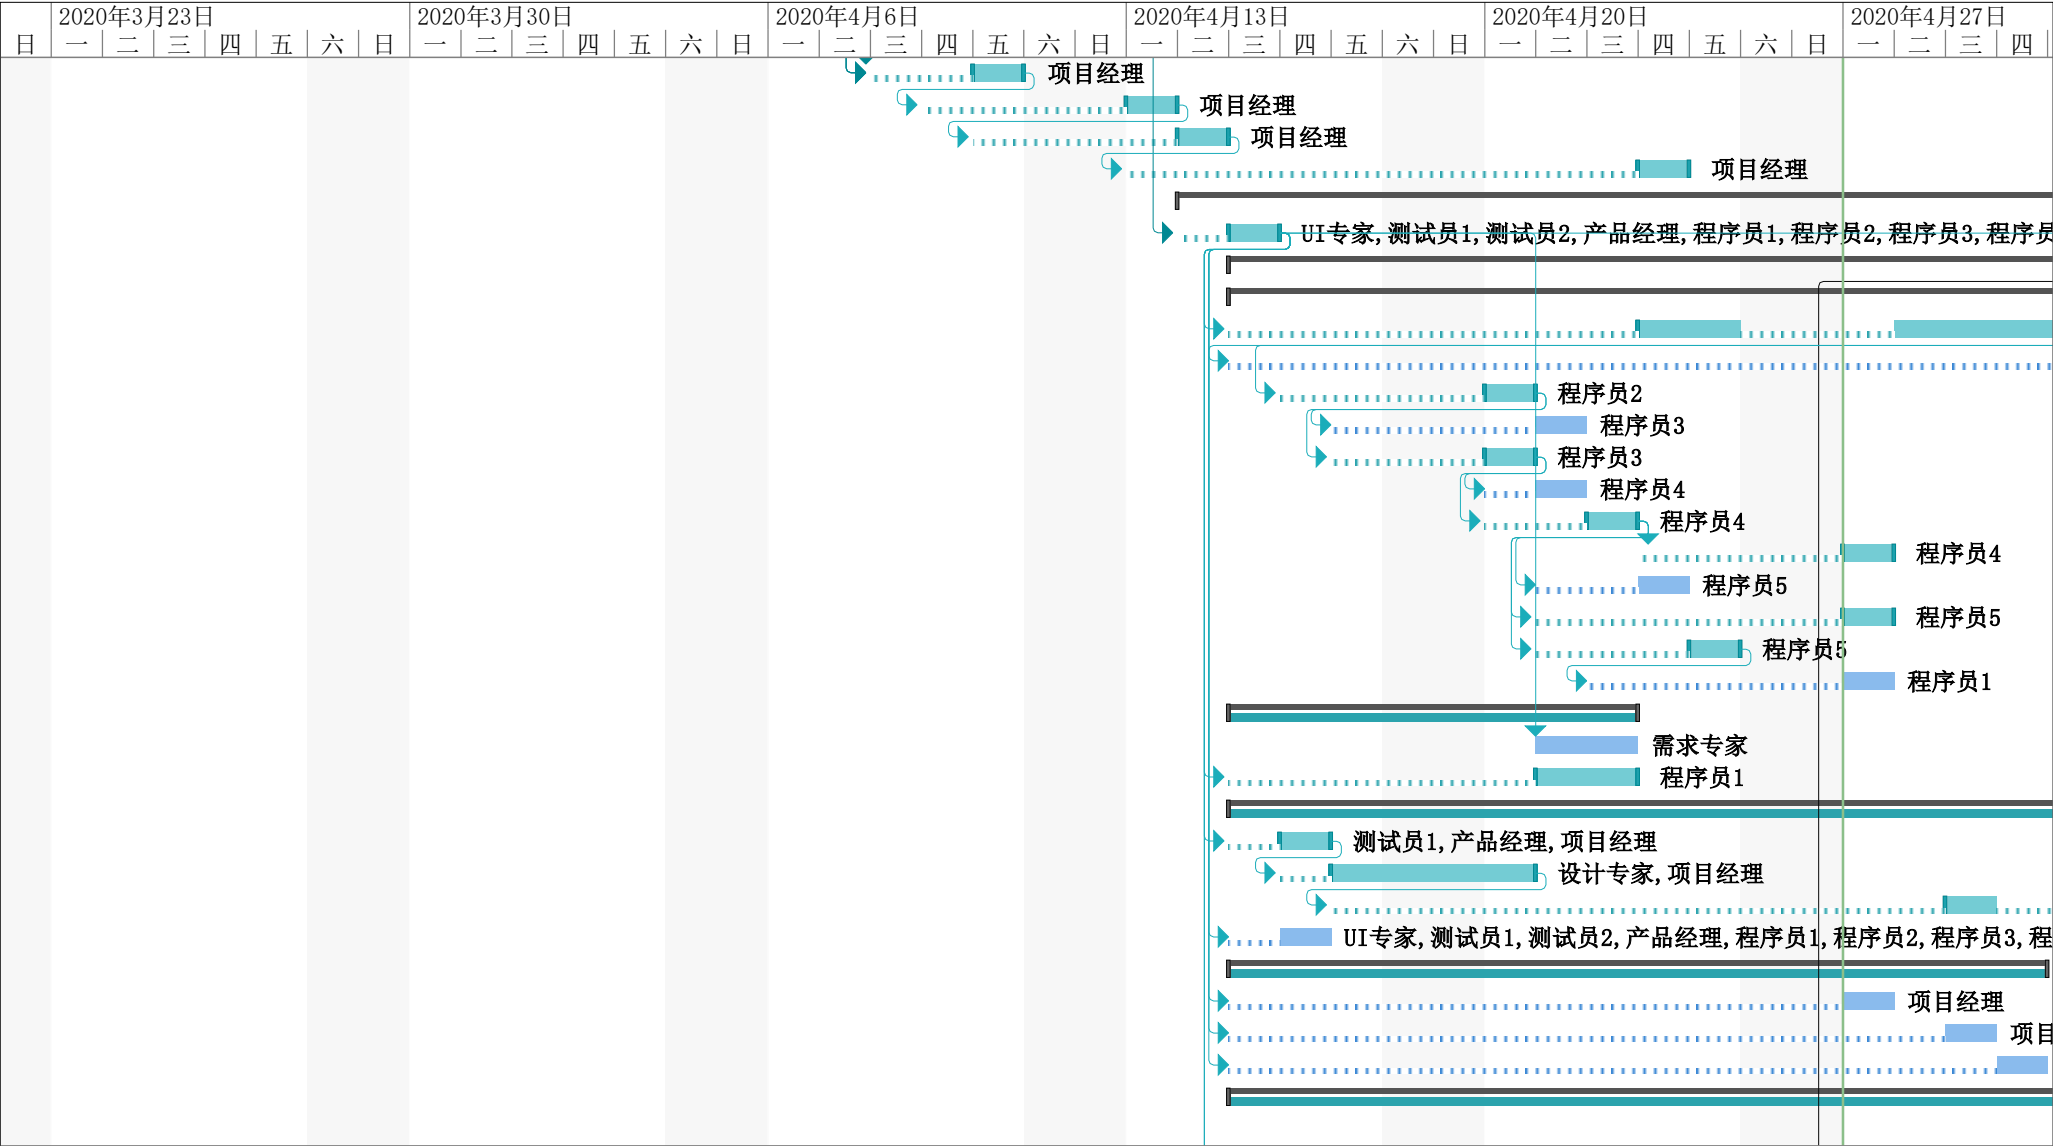 2020年3月23日 2020年3月30日 2020年4月6日 2020年4月13日 2020年4月20日 2020年4月27日
日 一 二 三 四 五 六 日 一 二 三 四 五 六 日 一 二 三 四 五 六 日 一 二 三 四 五 六 日 一 二 三 四 五 六 日 一 二 三 四
项目经理
项目经理
项目经理
项目经理
UI专家,测试员1,测试员2,产品经理,程序员1,程序员2,程序员3,程序员
程序员2
程序员3
程序员3
程序员4
程序员4
程序员4
程序员5
程序员5
程序员5
程序员1
需求专家
程序员1
测试员1,产品经理,项目经理
设计专家,项目经理
UI专家,测试员1,测试员2,产品经理,程序员1,程序员2,程序员3,程
项目经理
项目